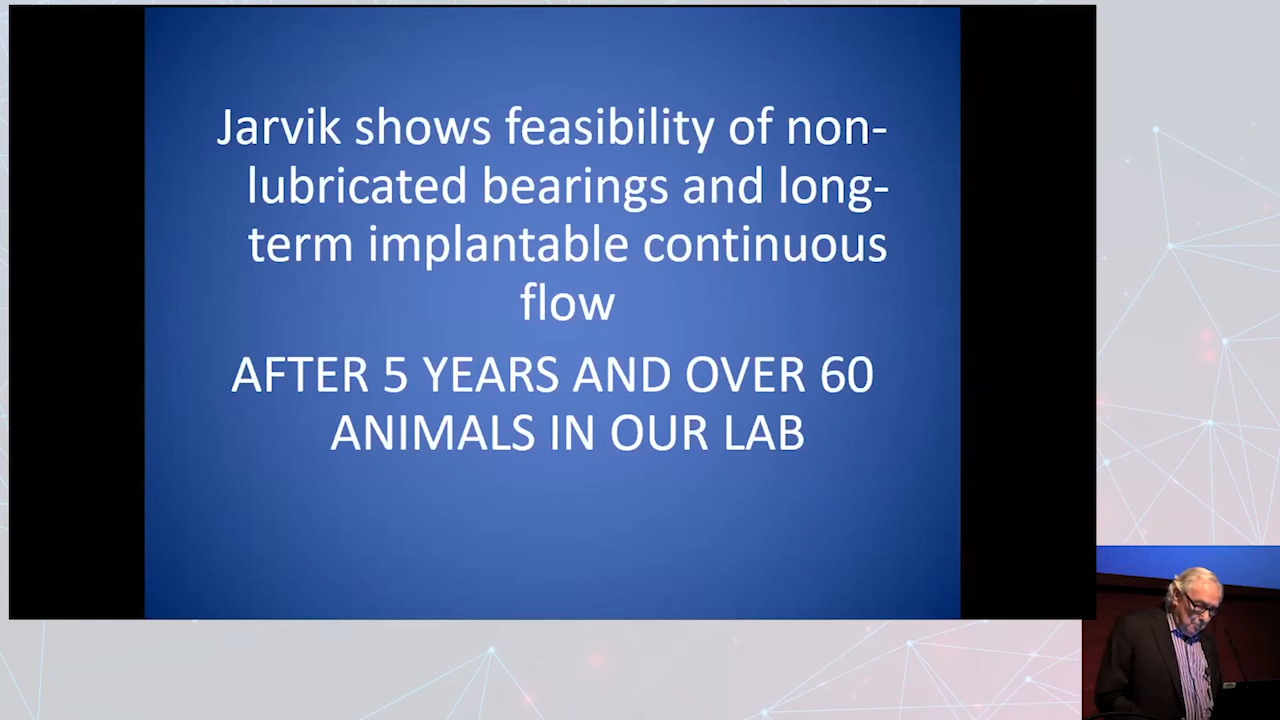 Jarvik shows feasibility of non-
lubricated bearings and long-
term implantable continuous
flow
AFTER 5 YEARS AND OVER 60
ANIMALS IN OUR LAB